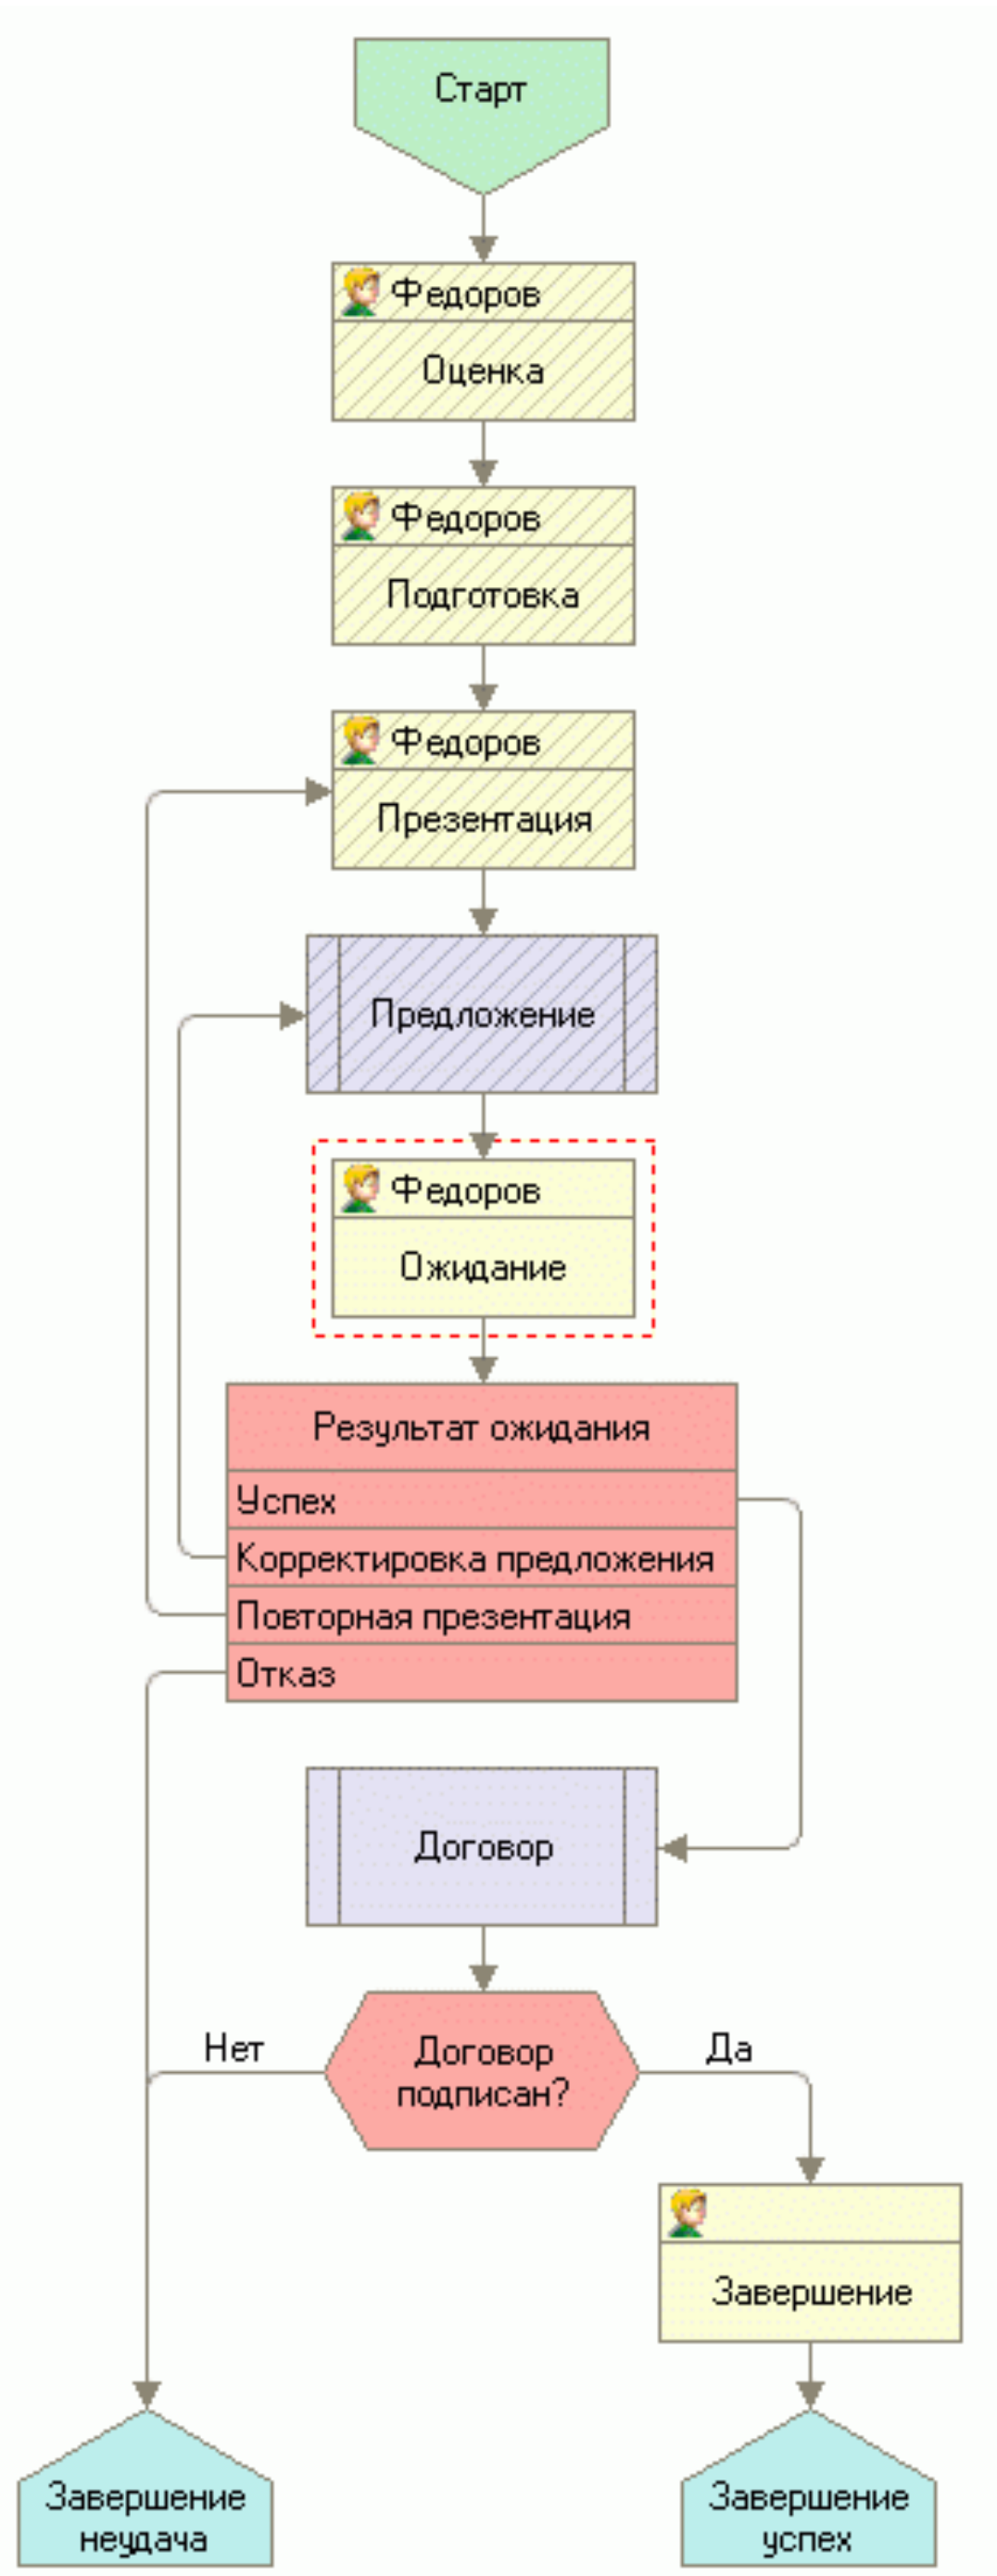 Старт
Федоров
Оценка
Федоров
Подготовка
Федоров
Презентация
Предложение
Федоров
Ожидание
Результат ожидания
Успех
Корректировка предложения
Повторная презентация
Отказ
Договор
Договор
подписан?
Нет
Да
Завершение
Завершение
неудача
Завершение
успех